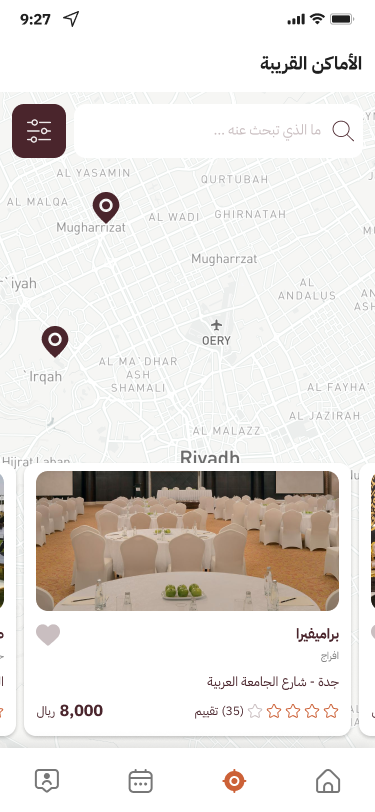 9:27
الأماكن القريبة
ما الذي تبحث عنه ...
AL YASAMIN
QURTUBAH
AL MALQA
AL WADI
GHIRNATAH
Mugharrizat
Mugharrzat
AL
ANDALUS
OERY
AL MA`DHAR
ASH
SHAMALI
`Irqah
AL FAYHA'
AL JAZIRAH
AL MALAZZ
Riyadh
Hijrat Laban
براميفيرا
افراح
جدة - شارع الجامعة العربية
(35) تقييم
8,000 ريال